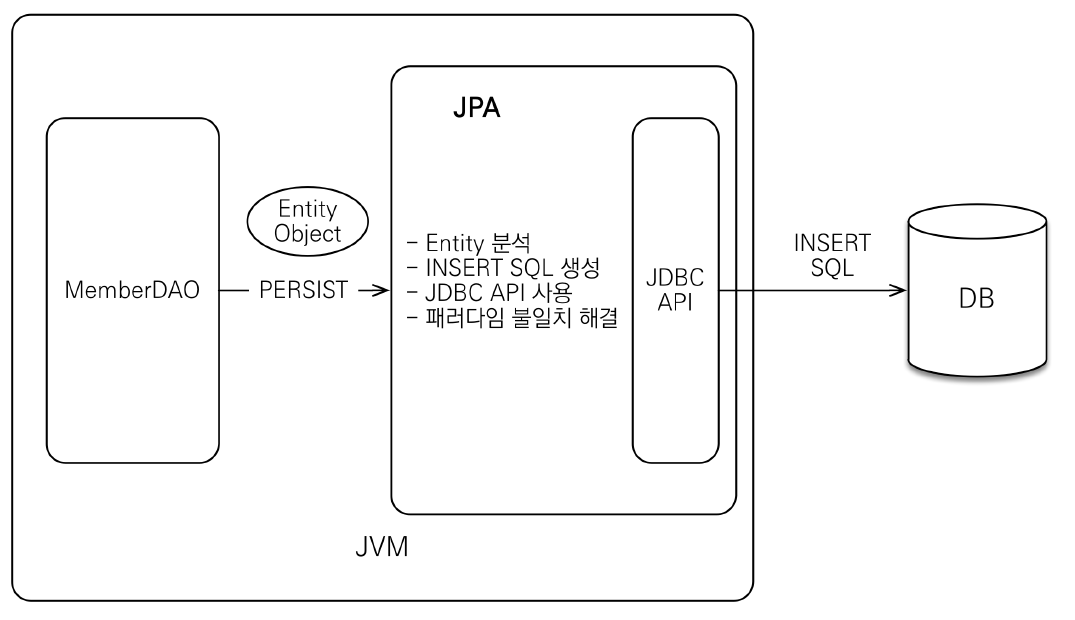 JPA
Entity
Object
MemberDAO
PERSIST
- Entity 분석
- INSERT SQL 생성
- JDBC API 사용
- 패러다임 불일치 해결
JDBC
API
INSERT
SQL
DB
JVM